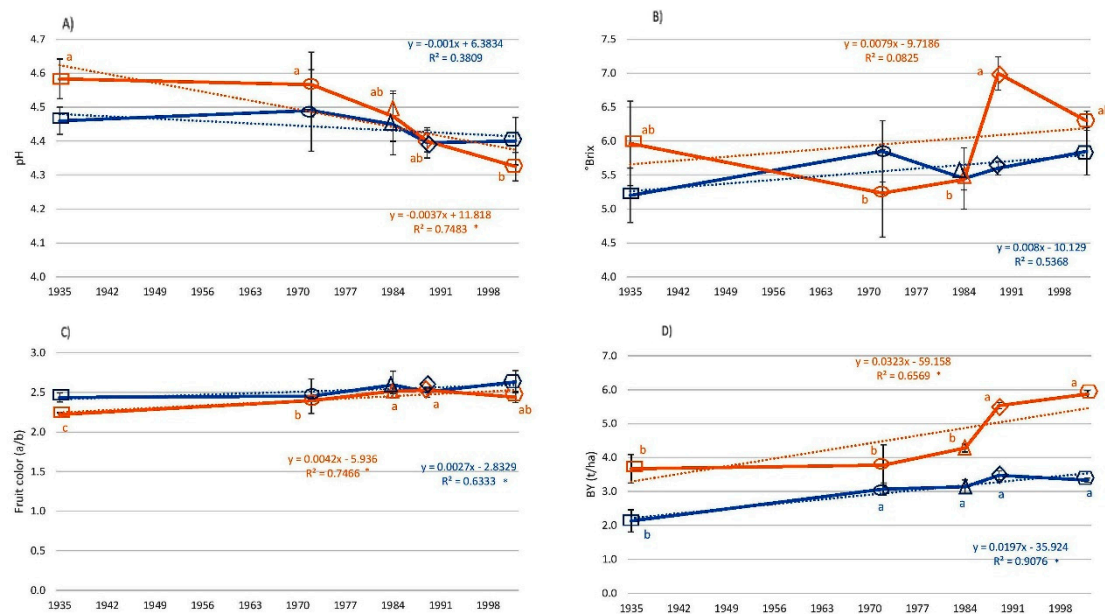 A)
4.7
4.6
4.5
4.4
4.3
4.2
4.1
4.0
pH
a
a
ab
ab
b
y = -0.001x + 6.3834
R² = 0.3809
y = -0.0037x + 11.818
R² = 0.7483 *
1935 1942 1949 1956 1963 1970 1977 1984 1991 1998
B)
7.5
7.0
6.5
6.0
5.5
5.0
4.5
4.0
°Brix
ab
b
b
a
ab
y = 0.0079x - 9.7186
R² = 0.0825
y = 0.008x - 10.129
R² = 0.5368
1935 1942 1949 1956 1963 1970 1977 1984 1991 1998
C)
3.0
2.5
2.0
1.5
1.0
0.5
0.0
Fruit color (a/b)
c
b
a
a
ab
y = 0.0042x - 5.936
R² = 0.7466 *
y = 0.0027x - 2.8329
R² = 0.6333 *
1935 1942 1949 1956 1963 1970 1977 1984 1991 1998
D)
7.0
6.0
5.0
4.0
3.0
2.0
1.0
0.0
BY (t/ha)
y = 0.0323x - 59.158
R² = 0.6569 *
b
b
b
a
a
b
a
a
a
a
y = 0.0197x - 35.924
R² = 0.9076 *
1935 1942 1949 1956 1963 1970 1977 1984 1991 1998